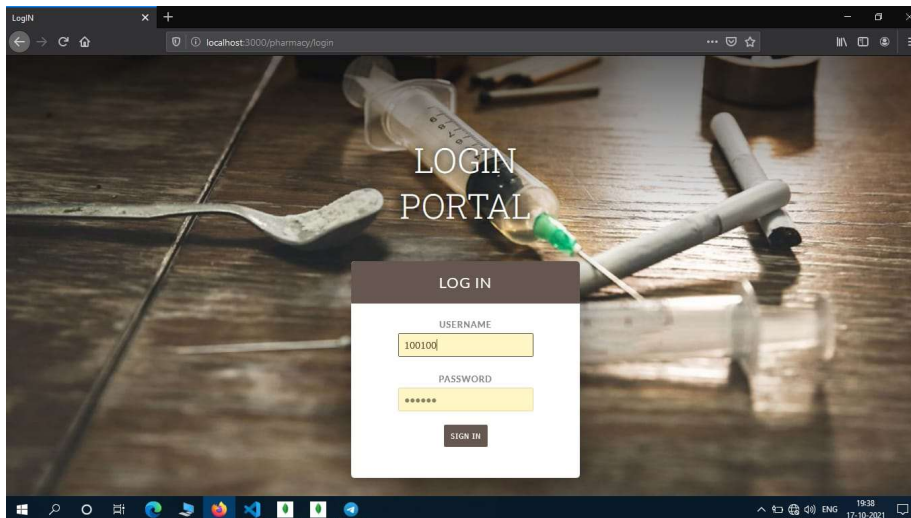 LogIN
localhost:3000/pharmacy/login
LOGIN
PORTAL
LOG IN
USERNAME
100100
PASSWORD
SIGN IN
ENG
19:38
17-10-2021